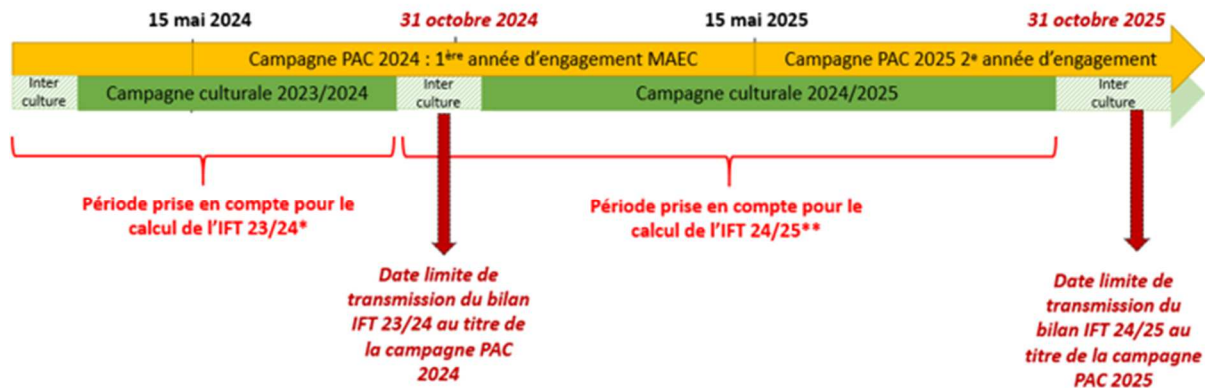 15 mai 2024
31 octobre 2024
15 mai 2025
31 octobre 2025
Campagne PAC 2024 : 1ère année d'engagement MAEC
Campagne PAC 2025 2e année d'engagement
Inter
culture
Campagne culturale 2023/2024
Inter
culture
Campagne culturale 2024/2025
Inter
culture
Période prise en compte pour le
calcul de l'IFT 23/24*
Période prise en compte pour le
calcul de l'IFT 24/25**
Date limite de
transmission du bilan
IFT 23/24 au titre de
la campagne PAC
2024
Date limite de
transmission du
bilan IFT 24/25 au
titre de la campagne
PAC 2025